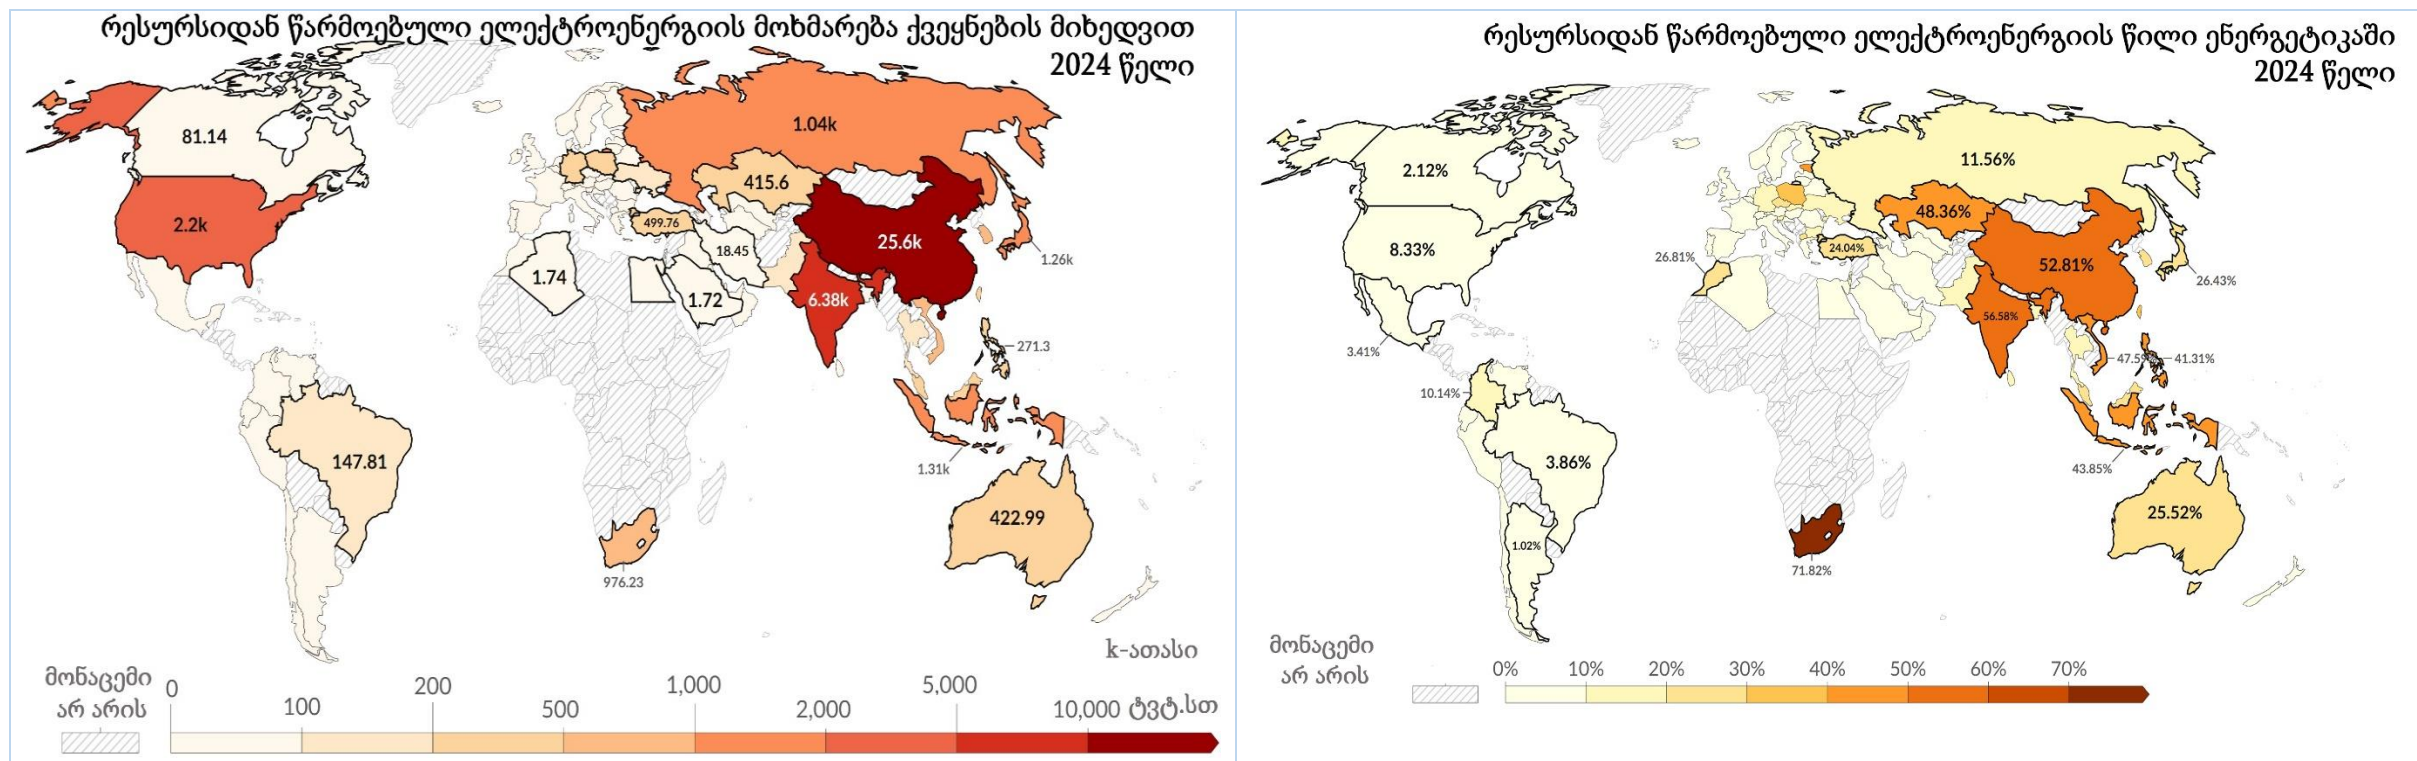 რესურსიდან წარმოებული ელექტროენერგიის მოხმარება ქვეყნების მიხედვით
2024 წელი
81.14
1.04k
2.2k
415.6
499.76
25.6k
18.45
1.26k
1.74
1.72
6.38k
271.3
147.81
1.31k
422.99
976.23
k-ათასი
მონაცემი
არ არის
0
100
200
500
1,000
2,000
5,000
10,000 ტვტ.სთ
რესურსიდან წარმოებული ელექტროენერგიის წილი ენერგეტიკაში
2024 წელი
2.12%
11.56%
8.33%
48.36%
24.04%
26.81%
52.81%
26.43%
56.58%
3.41%
41.31%
10.14%
3.86%
43.85%
25.52%
1.02%
71.82%
მონაცემი
არ არის
0% 10% 20% 30% 40% 50% 60% 70%